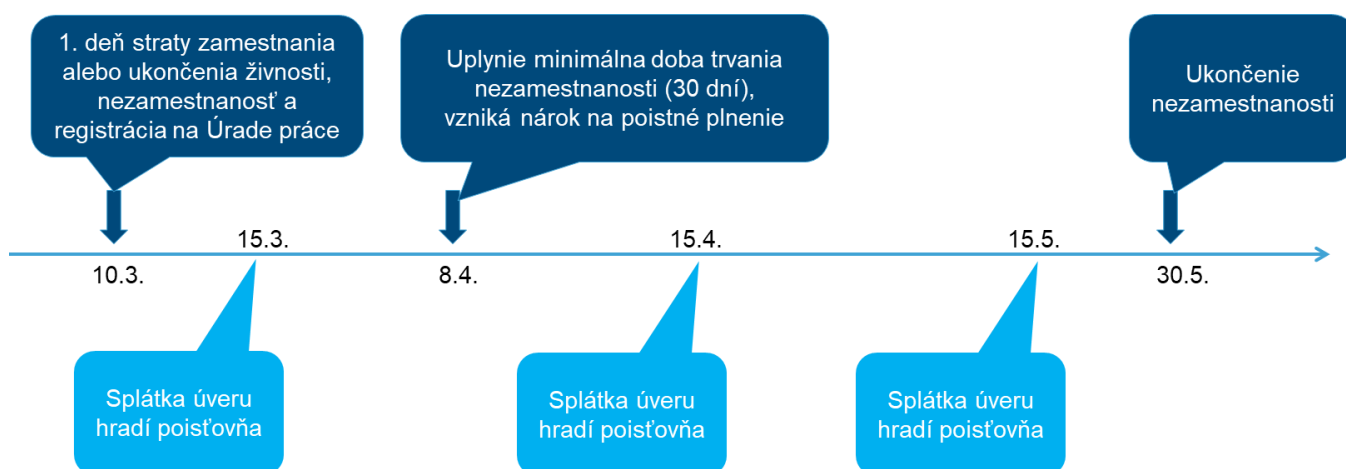 1. deň straty zamestnania
alebo ukončenia živnosti,
nezamestnanosť a
registrácia na Úrade práce
Uplynie minimálna doba trvania
nezamestnanosti (30 dní),
vzniká nárok na poistné plnenie
Ukončenie
nezamestnanosti
15.3.
15.4.
15.5.
10.3.
8.4.
30.5.
Splátka úveru
hradí poisťovňa
Splátka úveru
hradí poisťovňa
Splátka úveru
hradí poisťovňa